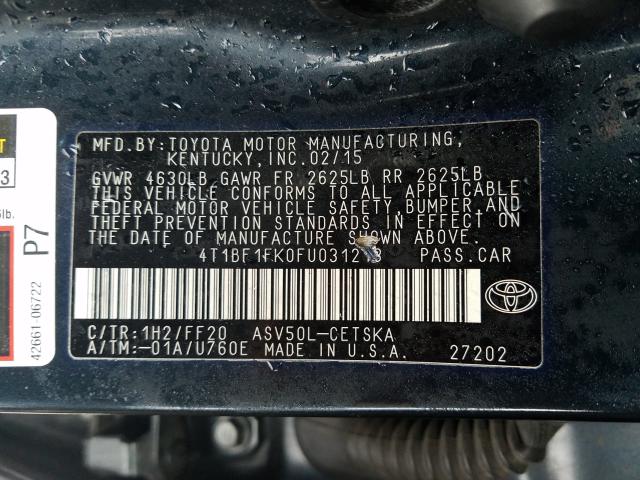 MFD.BY:TOYOTA MOTOR MANUFACTURING,
KENTUCKY,INC.02/15
GVWR 4630LB GAWR FR 2625LB RR 2625LB
THIS VEHICLE CONFORMS TO ALL APPLICABLE
FEDERAL MOTOR VEHICLE SAFETY, BUMPER, AND
THEFT PREVENTION STANDARDS IN EFFECT ON
THE DATE OF MANUFACTURE SHOWN ABOVE.
PASS.CAR
C/TR:1H2/FF20 ASV50L-CETSKA
A/TM:-01A/U760E MADE IN U.S.A. 27202
P7
42661-06722